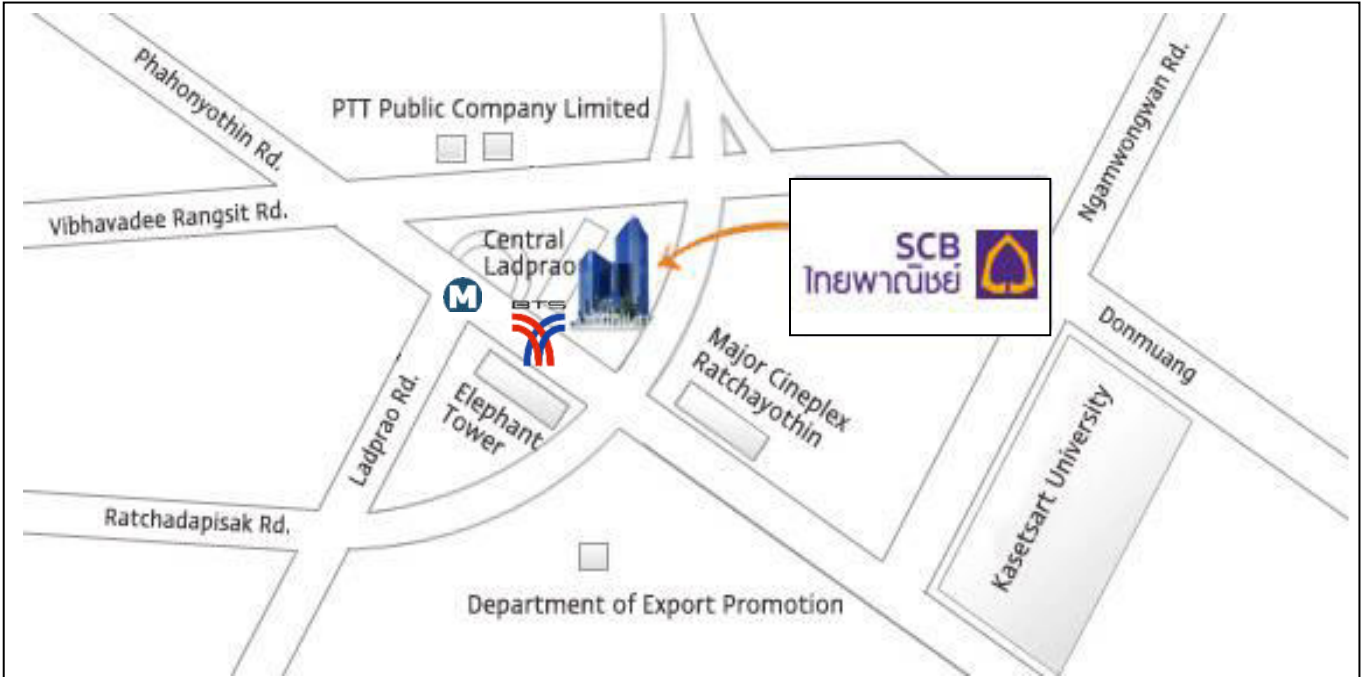 Phahonyothin Rd.
PTT Public Company Limited
Ngamwongwan Rd.
Vibhavadee Rangsit Rd.
Central
Ladprao
SCB
ไทยพาณิชย์
M
BTS
Donmuang
Major Cineplex
Ratchayothin
Elephant
Tower
Ladprao Rd.
Kasetsart University
Ratchadapisak Rd.
Department of Export Promotion